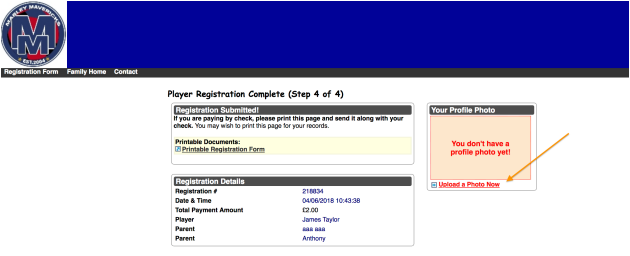 MARLEY MAVERICKS
M
EST.2004
Registration Form Family Home Contact
Player Registration Complete (Step 4 of 4)
Registration Submitted!
If you are paying by check, please print this page and send it along with your
check. You may wish to print this page for your records.
Printable Documents:
Printable Registration Form
Your Profile Photo
You don't have a
profile photo yet!
Upload a Photo Now
Registration Details
Registration # 218834
Date & Time 04/06/2018 10:43:38
Total Payment Amount £2.00
Player James Taylor
Parent aaa aaa
Parent Anthony